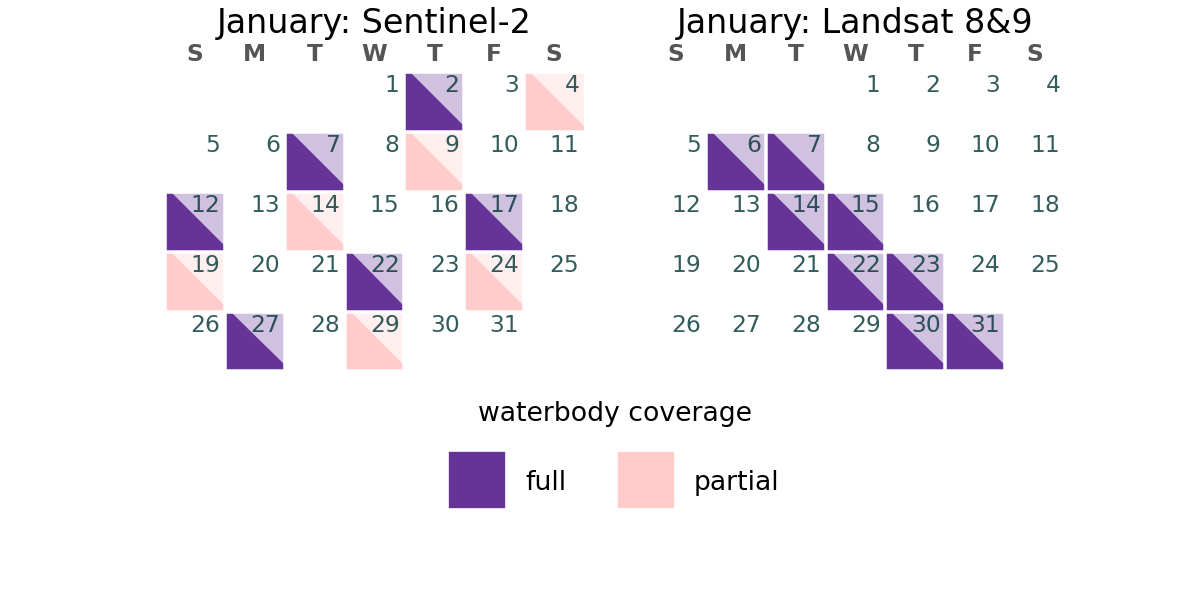 January: Sentinel-2
S M T W T F S
1 2 3 4
5 6 7 8 9 10 11
12 13 14 15 16 17 18
19 20 21 22 23 24 25
26 27 28 29 30 31
January: Landsat 8&9
S M T W T F S
1 2 3 4
5 6 7 8 9 10 11
12 13 14 15 16 17 18
19 20 21 22 23 24 25
26 27 28 29 30 31
waterbody coverage
full
partial